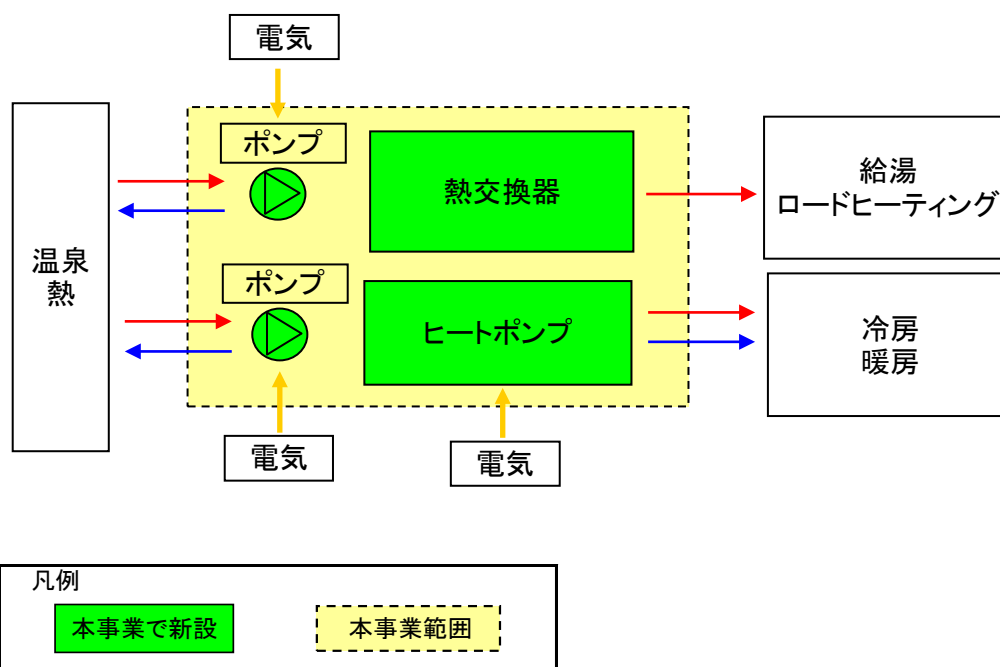 電気
ポンプ
熱交換器
給湯
ロードヒーティング
温泉
熱
ポンプ
ヒートポンプ
冷房
暖房
電気
電気
凡例
本事業で新設
本事業範囲